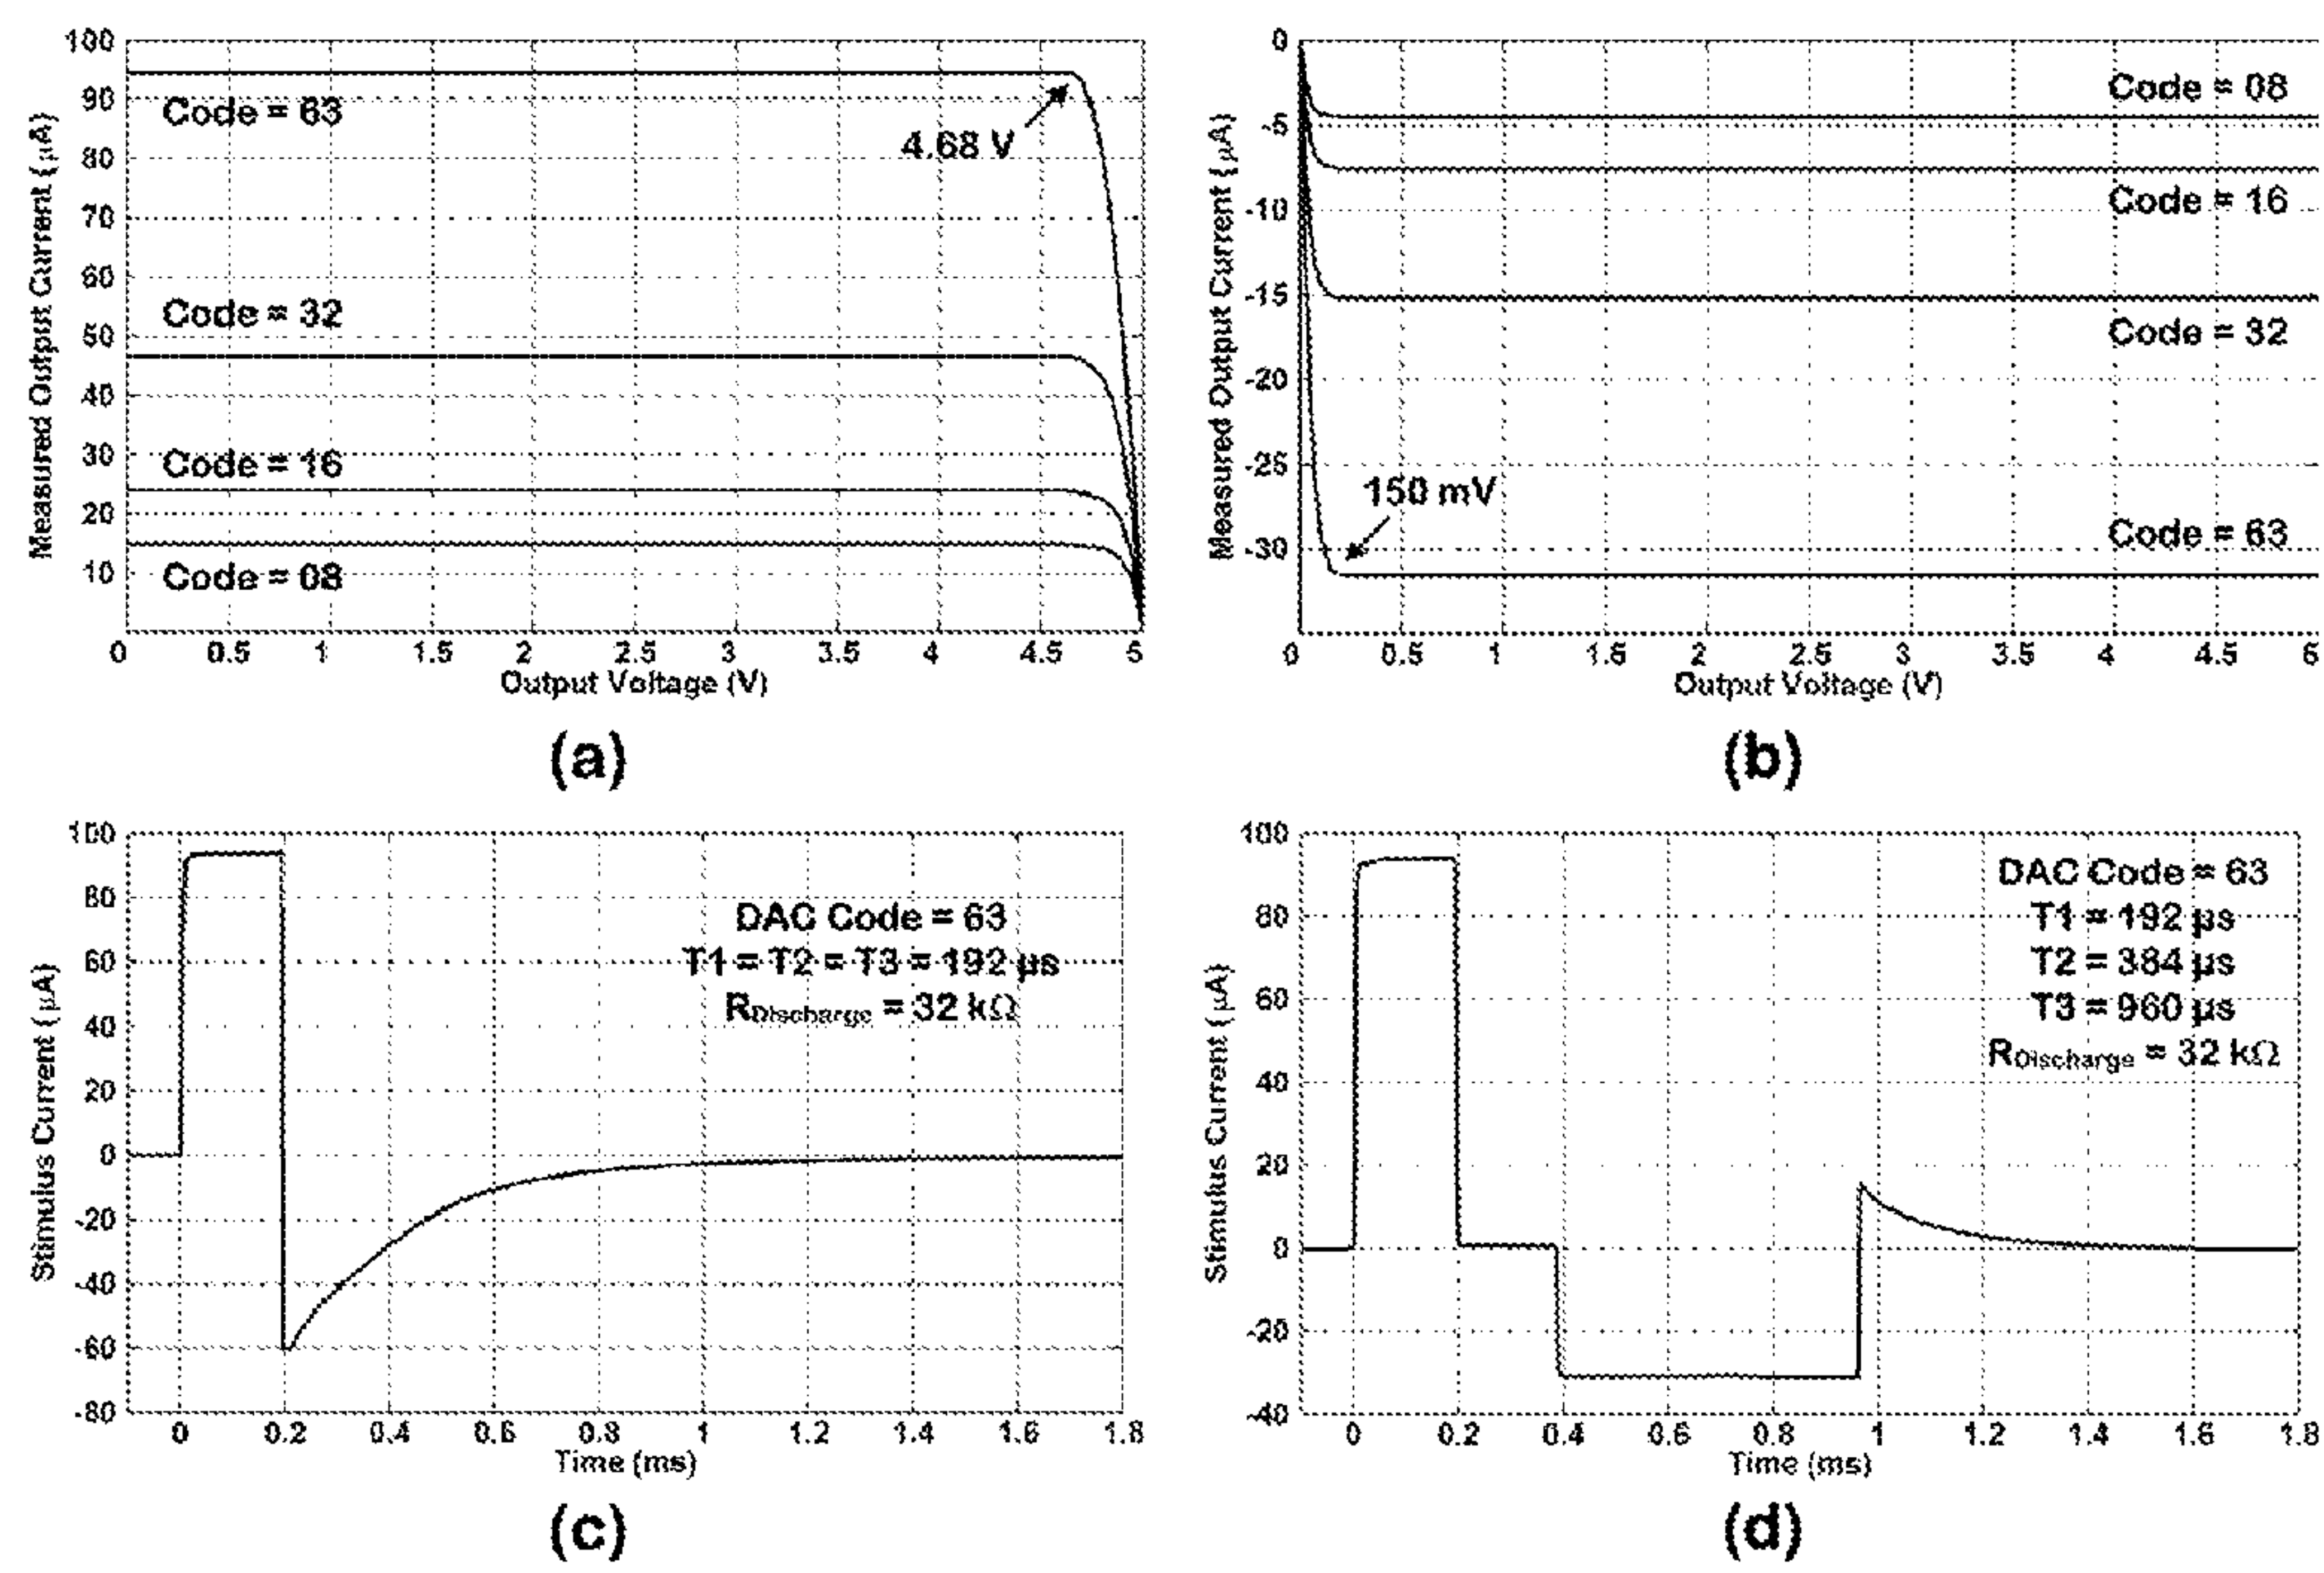 100
90
80
70
60
50
40
30
20
10
Measured Output Current (µA)
Code = 63
4.68 V
Code = 32
Code = 16
Code = 08
0 0.5 1 1.5 2 2.5 3 3.5 4 4.5 5
Output Voltage (V)
(a)
0
-5
-10
-15
-20
-25
-30
Measured Output Current (µA)
Code = 08
Code = 16
Code = 32
150 mV
Code = 63
0 0.5 1 1.5 2 2.5 3 3.5 4 4.5 5
Output Voltage (V)
(b)
100
80
60
40
20
0
-20
-40
-60
-80
Stimulus Current (µA)
DAC Code = 63
T1 = T2 = T3 = 192 µs
RDischarge = 32 kΩ
0 0.2 0.4 0.6 0.8 1 1.2 1.4 1.6 1.8
Time (ms)
(c)
100
80
60
40
20
0
-20
-40
Stimulus Current (µA)
DAC Code = 63
T1 = 192 µs
T2 = 384 µs
T3 = 960 µs
RDischarge = 32 kΩ
0 0.2 0.4 0.6 0.8 1 1.2 1.4 1.6 1.8
Time (ms)
(d)